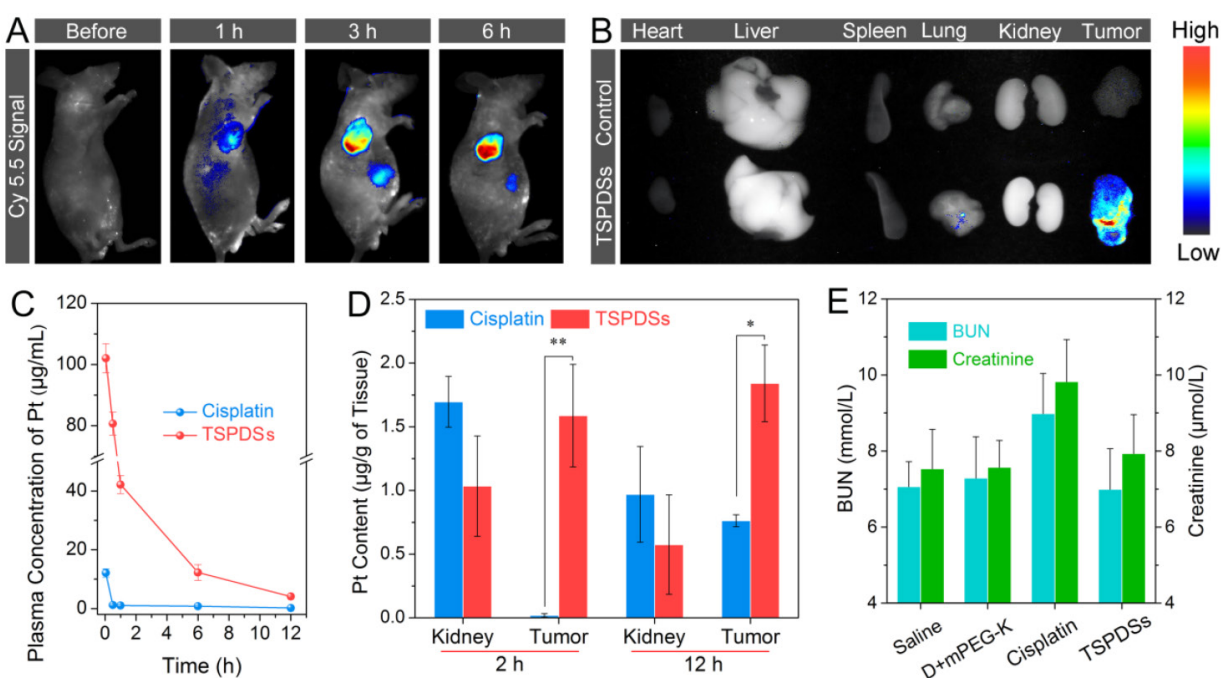 A
Before
1 h
3 h
6 h
Cy 5.5 Signal
B
Heart
Liver
Spleen
Lung
Kidney
Tumor
Control
TSPDSs
High
Low
C
Plasma Concentration of Pt (μg/mL)
120
100
80
60
40
20
0
Cisplatin
TSPDSs
0
2
4
6
8
10
12
Time (h)
D
Pt Content (μg/g of Tissue)
2.5
2.0
1.5
1.0
0.5
0.0
Cisplatin
TSPDSs
**
*
Kidney
Tumor
Kidney
Tumor
2 h
12 h
E
BUN (mmol/L)
12
10
8
6
4
BUN
Creatinine
12
10
8
6
4
Creatinine (μmol/L)
Saline
D+mPEG-K
Cisplatin
TSPDSs